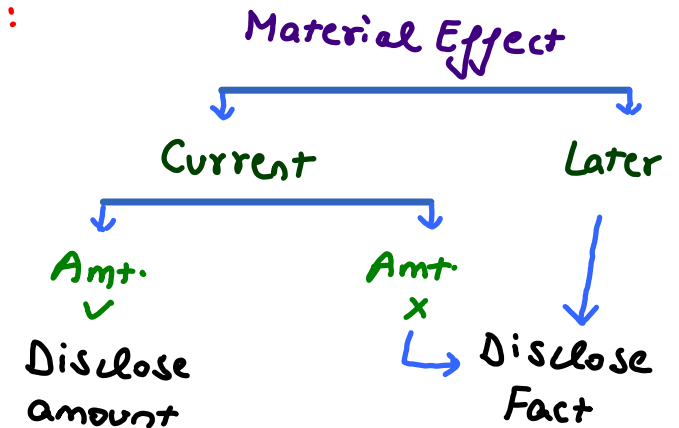 :
Material Effect
Current
Later
Amt.
Amt.
✓
x
Disclose
amount
Disclose
Fact